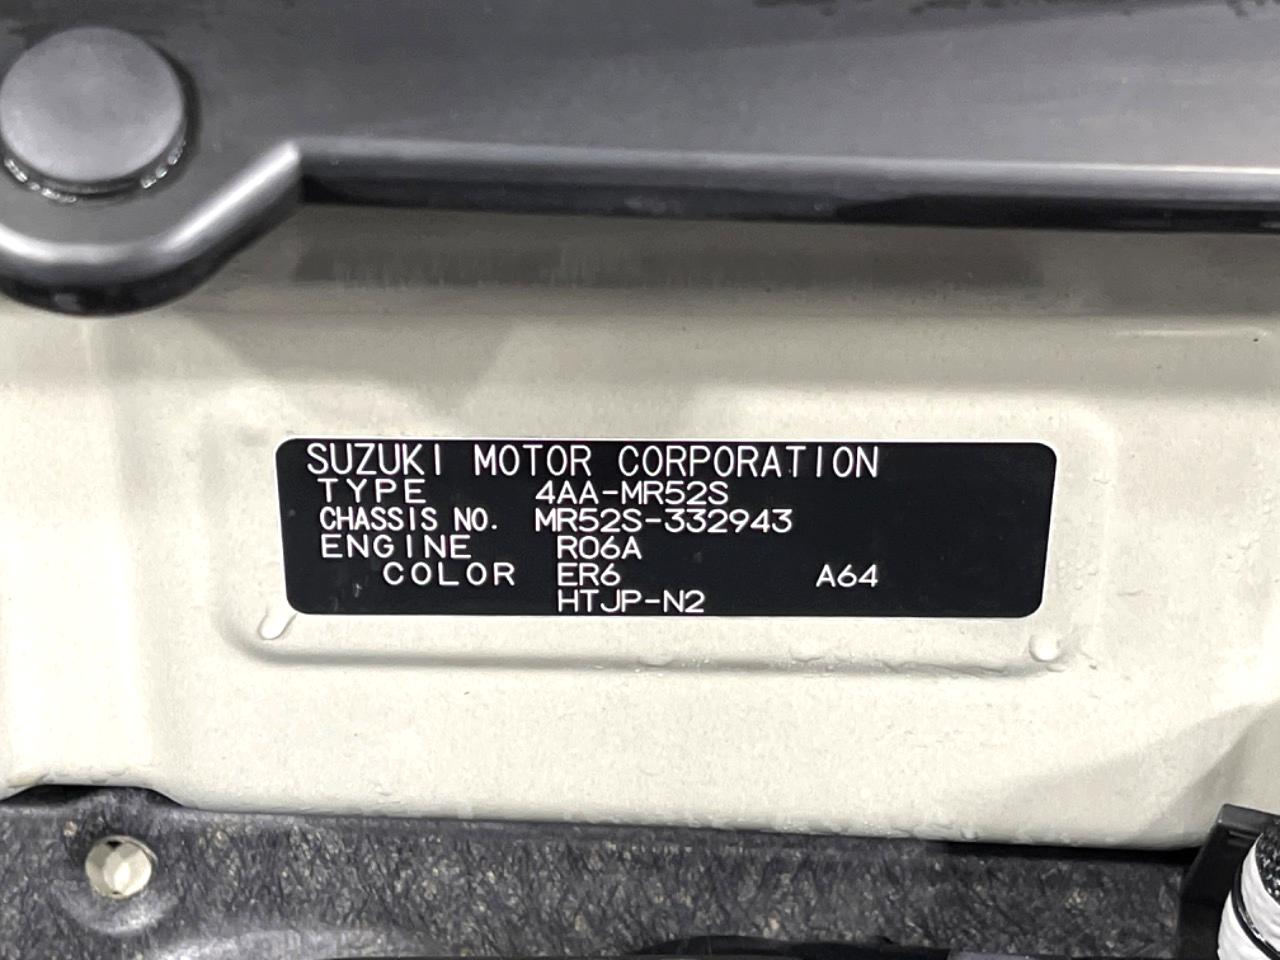 SUZUKI MOTOR CORPORATION
TYPE 4AA-MR52S
CHASSIS NO. MR52S-332943
ENGINE R06A
COLOR ER6 A64
HTJP-N2